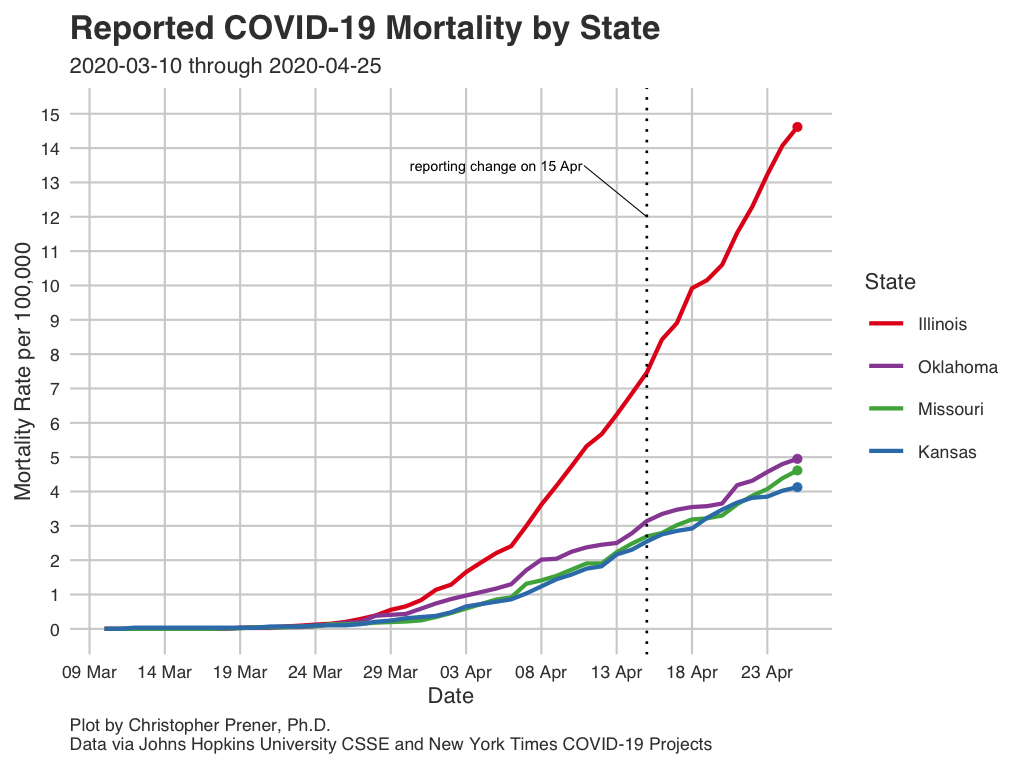 Reported COVID-19 Mortality by State
2020-03-10 through 2020-04-25
15
14
13
12
11
10
9
8
7
6
5
4
3
2
1
0
Mortality Rate per 100,000
reporting change on 15 Apr
09 Mar 14 Mar 19 Mar 24 Mar 29 Mar 03 Apr 08 Apr 13 Apr 18 Apr 23 Apr
Date
State
Illinois
Oklahoma
Missouri
Kansas
Plot by Christopher Prener, Ph.D.
Data via Johns Hopkins University CSSE and New York Times COVID-19 Projects